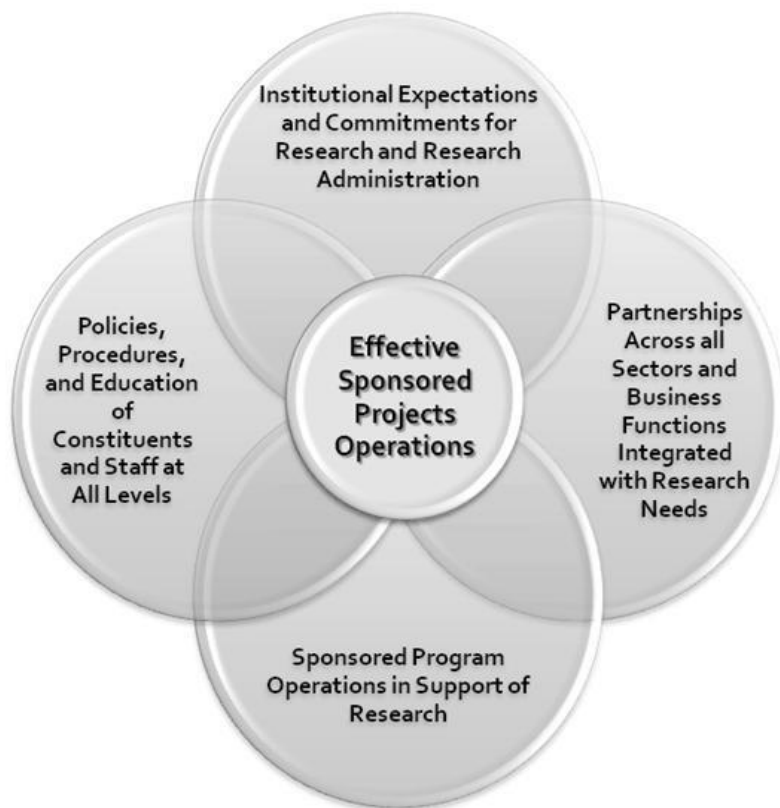 Institutional Expectations
and Commitments for
Research and Research
Administration
Policies,
Procedures,
and Education
of
Constituents
and Staff at
All Levels
Effective
Sponsored
Projects
Operations
Partnerships
Across all
Sectors and
Business
Functions
Integrated
with Research
Needs
Sponsored Program
Operations in Support of
Research